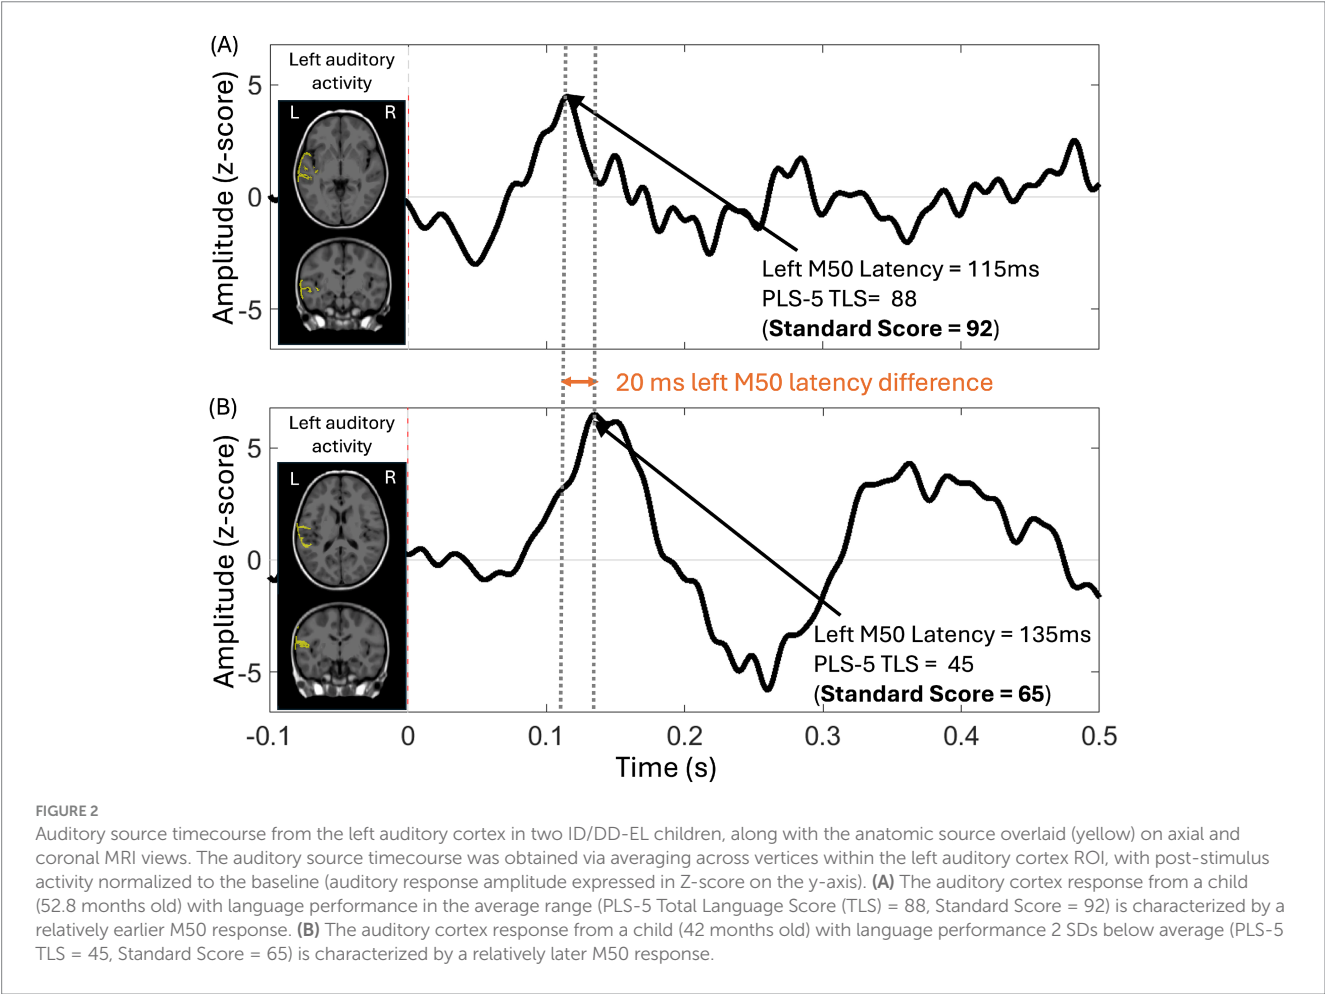 (A)
Left auditory
activity
L R
Amplitude (z-score)
5
0
-5
Left M50 Latency = 115ms
PLS-5 TLS= 88
(Standard Score = 92)
20 ms left M50 latency difference
(B)
Left auditory
activity
L R
Amplitude (z-score)
5
0
-5
Left M50 Latency = 135ms
PLS-5 TLS = 45
(Standard Score = 65)
-0.1 0 0.1 0.2 0.3 0.4 0.5
Time (s)
FIGURE 2
Auditory source timecourse from the left auditory cortex in two ID/DD-EL children, along with the anatomic source overlaid (yellow) on axial and
coronal MRI views. The auditory source timecourse was obtained via averaging across vertices within the left auditory cortex ROI, with post-stimulus
activity normalized to the baseline (auditory response amplitude expressed in Z-score on the y-axis). (A) The auditory cortex response from a child
(52.8 months old) with language performance in the average range (PLS-5 Total Language Score (TLS) = 88, Standard Score = 92) is characterized by a
relatively earlier M50 response. (B) The auditory cortex response from a child (42 months old) with language performance 2 SDs below average (PLS-5
TLS = 45, Standard Score = 65) is characterized by a relatively later M50 response.